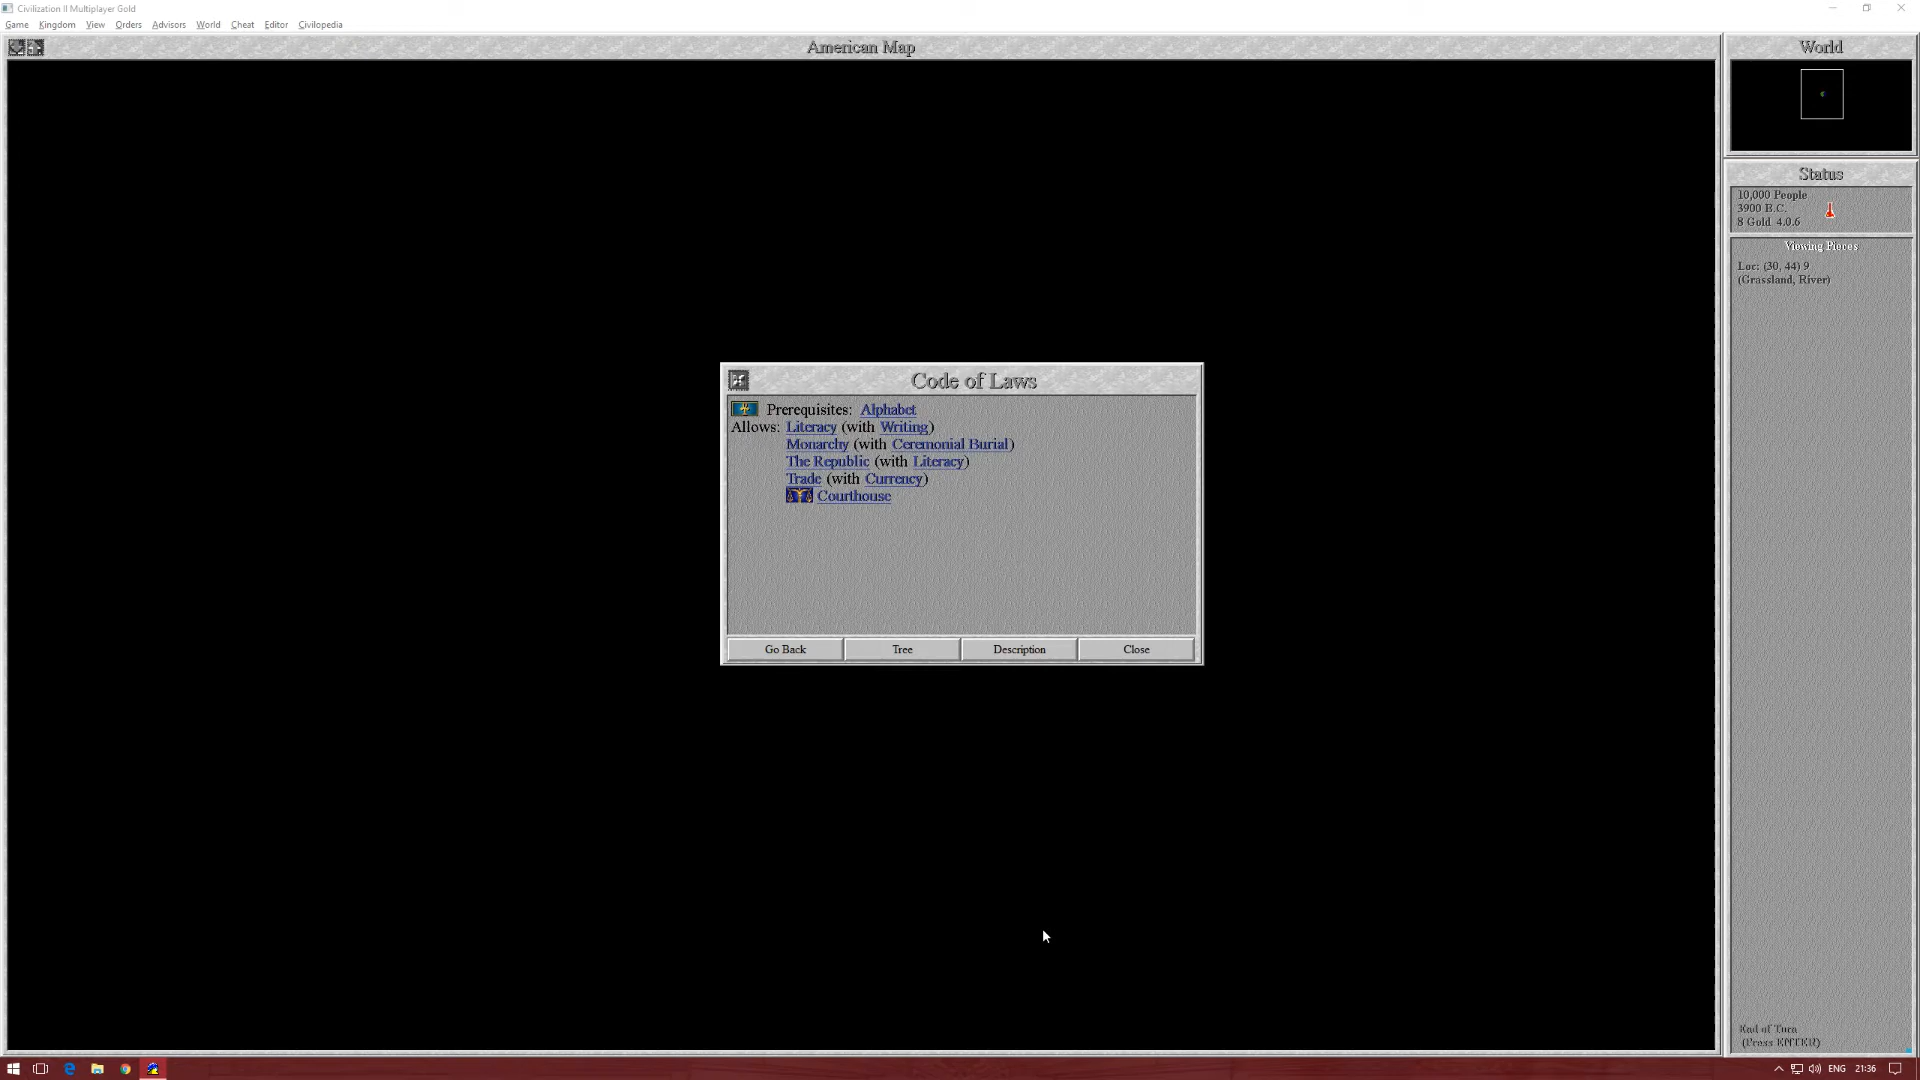 Civilization II Multiplayer Gold
Game Kingdom View Orders Advisors World Cheat Editor Civilopedia
American Map
World
Status
10,000 People
3900 B.C.
8 Gold 4.0.6
Viewing Pieces
Loc: (30, 44) 9
(Grassland, River)
Code of Laws
Prerequisites: Alphabet
Allows: Literacy (with Writing)
Monarchy (with Ceremonial Burial)
The Republic (with Literacy)
Trade (with Currency)
Courthouse
Go Back Tree Description Close
End of Turn
(Press ENTER)
ENG 21:36